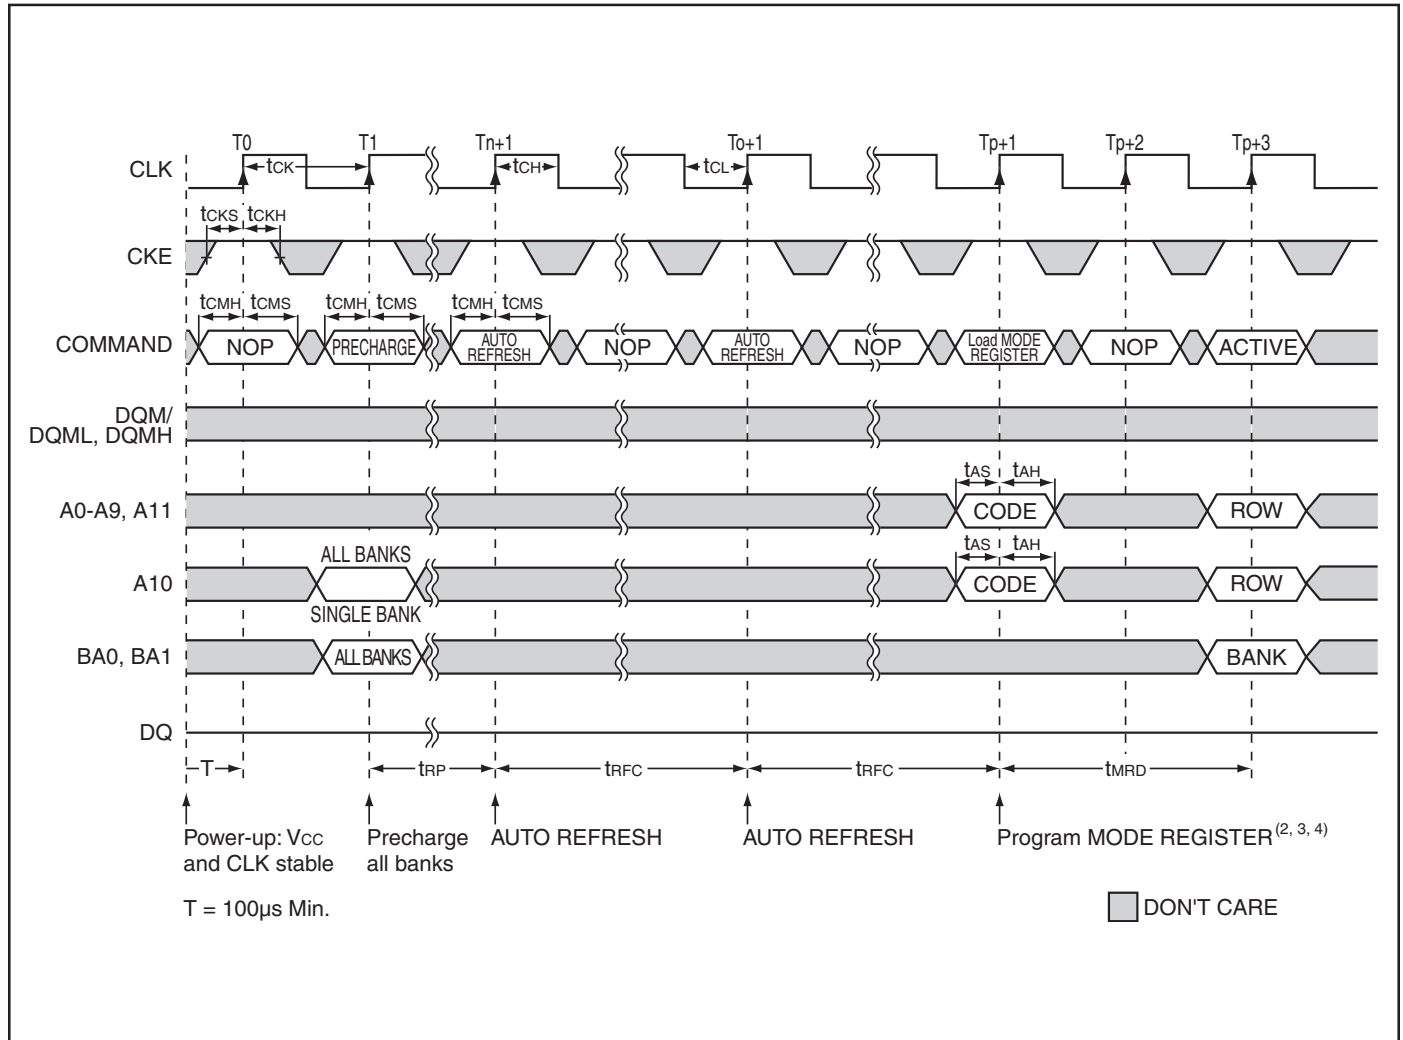 T0 T1 Tn+1 To+1 Tp+1 Tp+2 Tp+3
CLK tCK tCH tCL
tCKS tCKH
CKE
tCMH tCMS tCMH tCMS tCMH tCMS
COMMAND NOP PRECHARGE AUTO REFRESH NOP AUTO REFRESH NOP Load MODE REGISTER NOP ACTIVE
DQM/
DQML, DQMH
tAS tAH
A0-A9, A11 CODE ROW
ALL BANKS tAS tAH
A10 CODE ROW
SINGLE BANK
BA0, BA1 ALL BANKS BANK
DQ
T tRP tRFC tRFC tMRD
Power-up: VCC
and CLK stable
Precharge
all banks
AUTO REFRESH
AUTO REFRESH
Program MODE REGISTER(2, 3, 4)
T = 100µs Min.
DON'T CARE